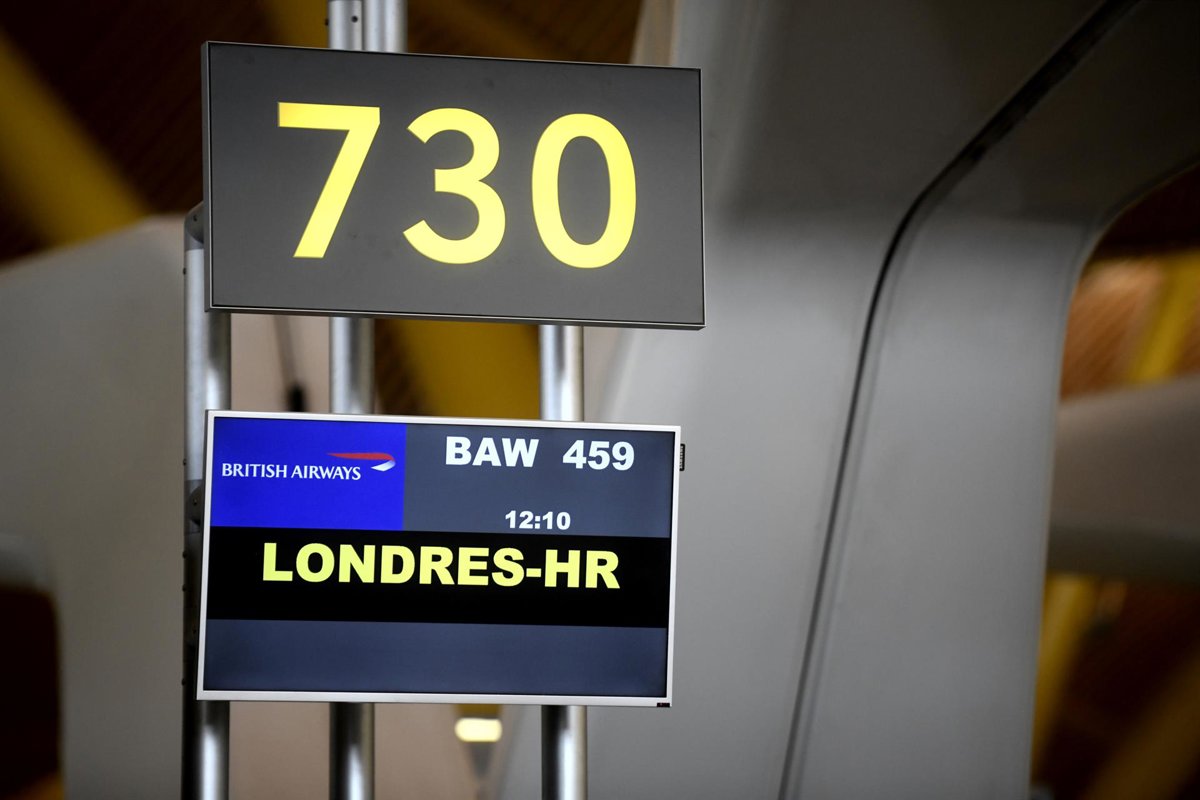 730
BRITISH AIRWAYS
BAW 459
12:10
LONDRES-HR